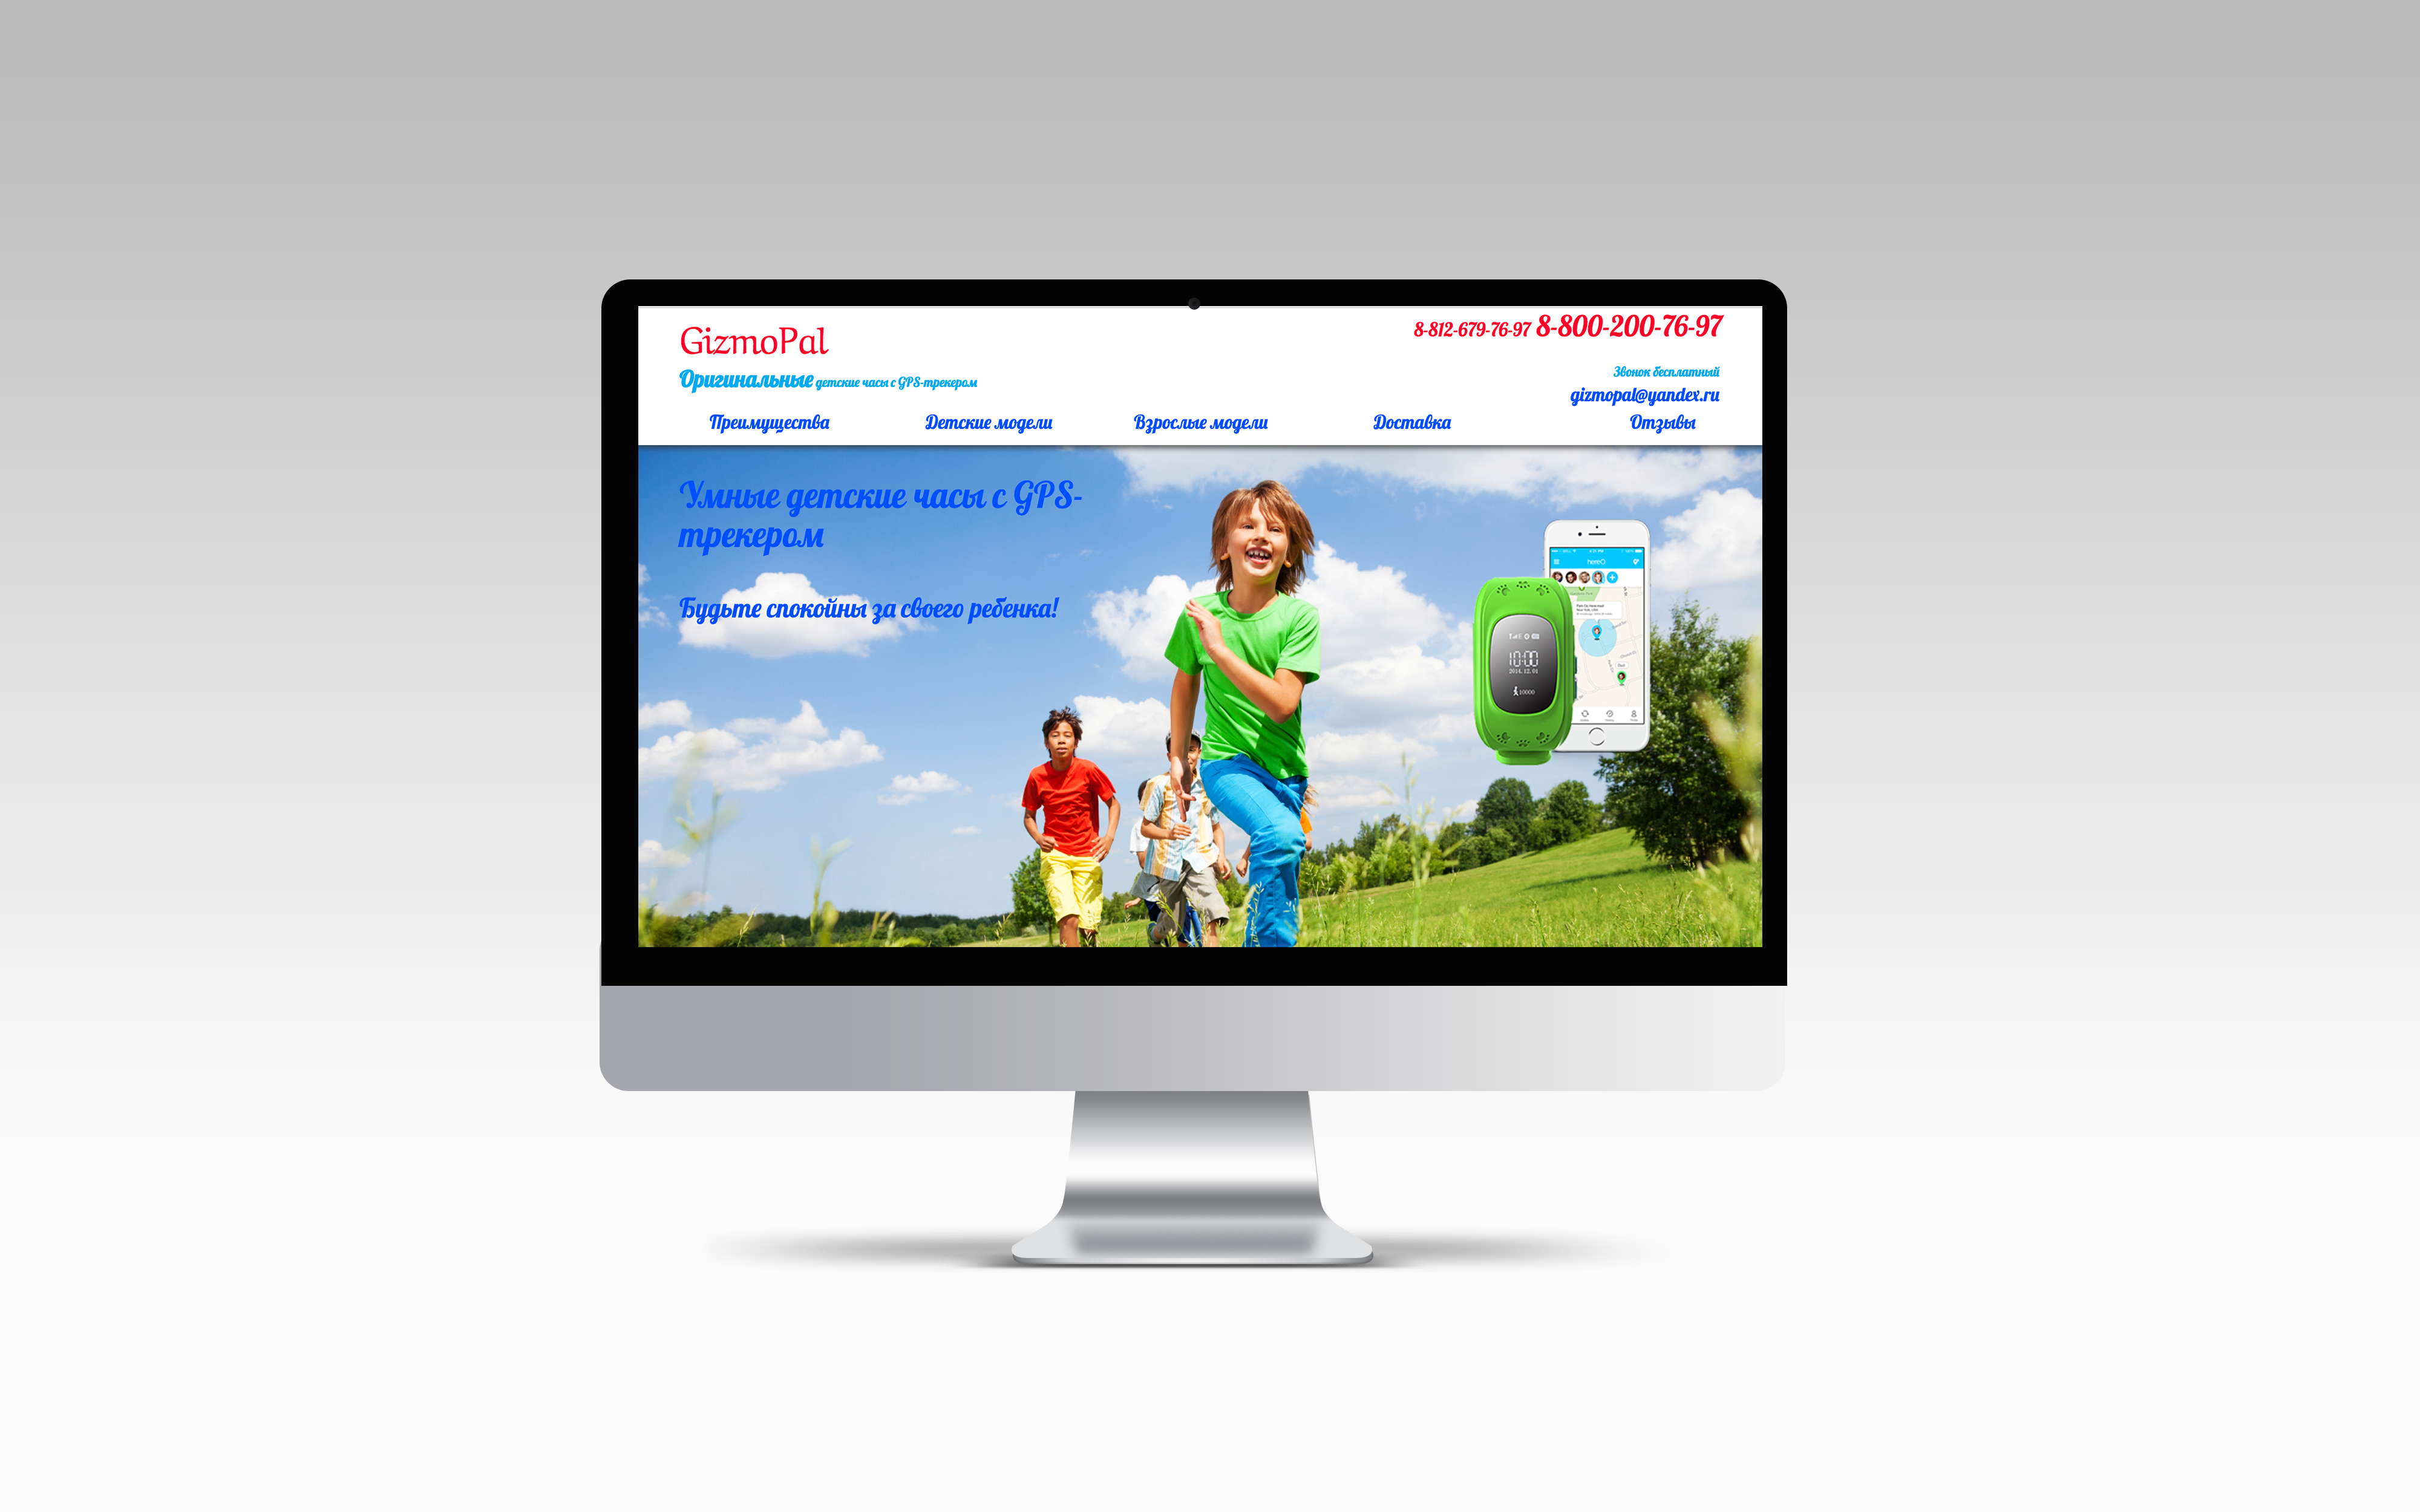 GizmoPal
8-812-679-76-97 8-800-200-76-97
Оригинальные детские часы с GPS-трекером
Звонок бесплатный
gizmopal@yandex.ru
Преимущества Детские модели Взрослые модели Доставка Отзывы
Умные детские часы с GPS-
трекером
Будьте спокойны за своего ребенка!
hereO
10:00
2014. 12. 01
10000